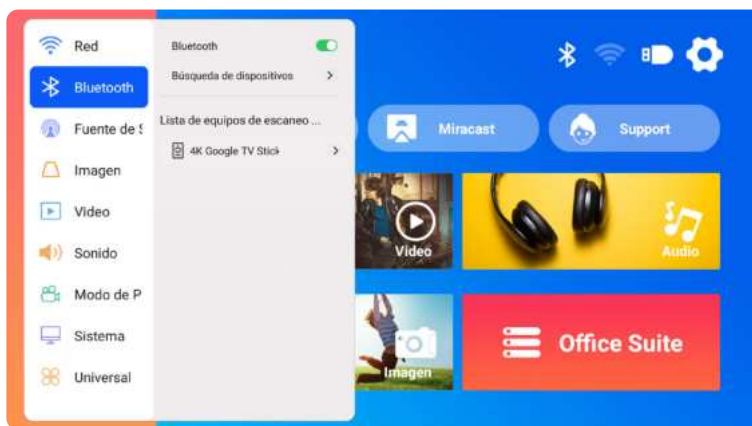 Red
Bluetooth
Fuente de S
Imagen
Video
Sonido
Modo de P
Sistema
Universal
Bluetooth
Búsqueda de dispositivos
Lista de equipos de escaneo ...
4K Google TV Stick
Miracast
Support
Video
Audio
Imagen
Office Suite